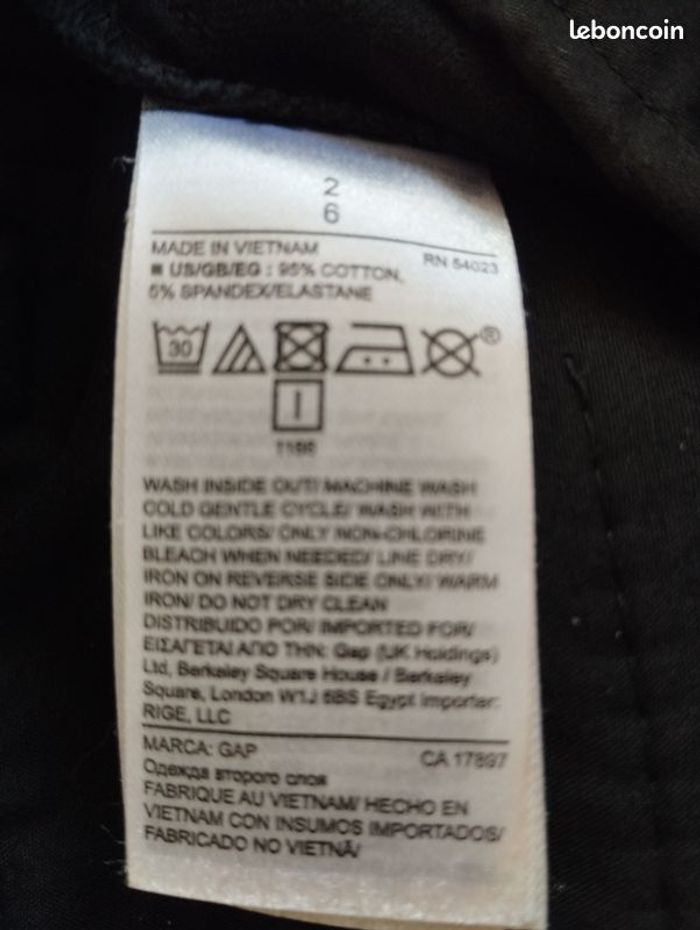 leboncoin
2
6
MADE IN VIETNAM
RN 54023
■ US/GB/EG : 95% COTTON,
5% SPANDEX/ELASTANE
30
®
I
WASH INSIDE OUT/ MACHINE WASH
COLD GENTLE CYCLE/ WASH WITH
LIKE COLORS/ ONLY NON-CHLORINE
BLEACH WHEN NEEDED/ LINE DRY/
IRON ON REVERSE SIDE ONLY/ WARM
IRON/ DO NOT DRY CLEAN
DISTRIBUIDO POR/ IMPORTED FOR/
ΕΙΣΑΓΕΤΑΙ ΑΠΟ ΤΗΝ: Gap (UK Holdings)
Ltd, Berkeley Square House / Berkeley
Square, London W1J 6BS Egypt importer:
RIGE, LLC
MARCA: GAP
CA 17897
Одежда второго слоя
FABRIQUE AU VIETNAM/ HECHO EN
VIETNAM CON INSUMOS IMPORTADOS/
FABRICADO NO VIETNÃ/